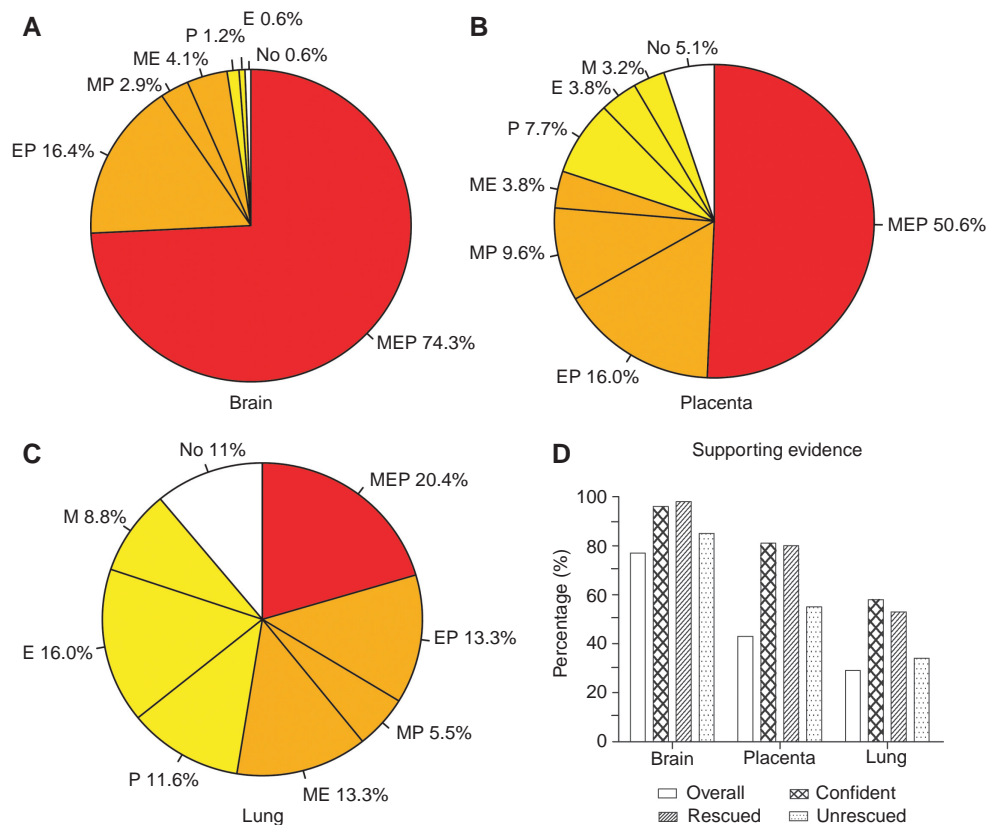 A
E 0.6%
P 1.2%
No 0.6%
ME 4.1%
MP 2.9%
EP 16.4%
MEP 74.3%
Brain
B
No 5.1%
M 3.2%
E 3.8%
P 7.7%
ME 3.8%
MP 9.6%
EP 16.0%
MEP 50.6%
Placenta
C
No 11%
MEP 20.4%
M 8.8%
E 16.0%
EP 13.3%
MP 5.5%
P 11.6%
ME 13.3%
Lung
D
Supporting evidence
Percentage (%)
100
80
60
40
20
0
Brain Placenta Lung
Overall Confident
Rescued Unrescued